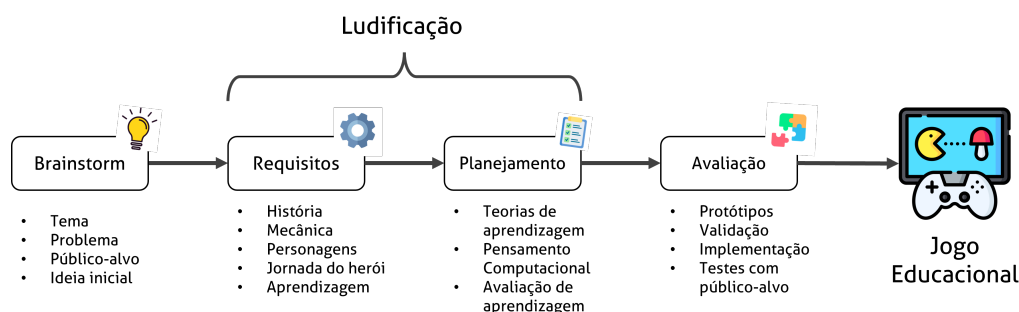 Ludificação
Brainstorm
Requisitos
Planejamento
Avaliação
• Tema
• Problema
• Público-alvo
• Ideia inicial
• História
• Mecânica
• Personagens
• Jornada do herói
• Aprendizagem
• Teorias de
aprendizagem
• Pensamento
Computacional
• Avaliação de
aprendizagem
• Protótipos
• Validação
• Implementação
• Testes com
público-alvo
Jogo
Educacional